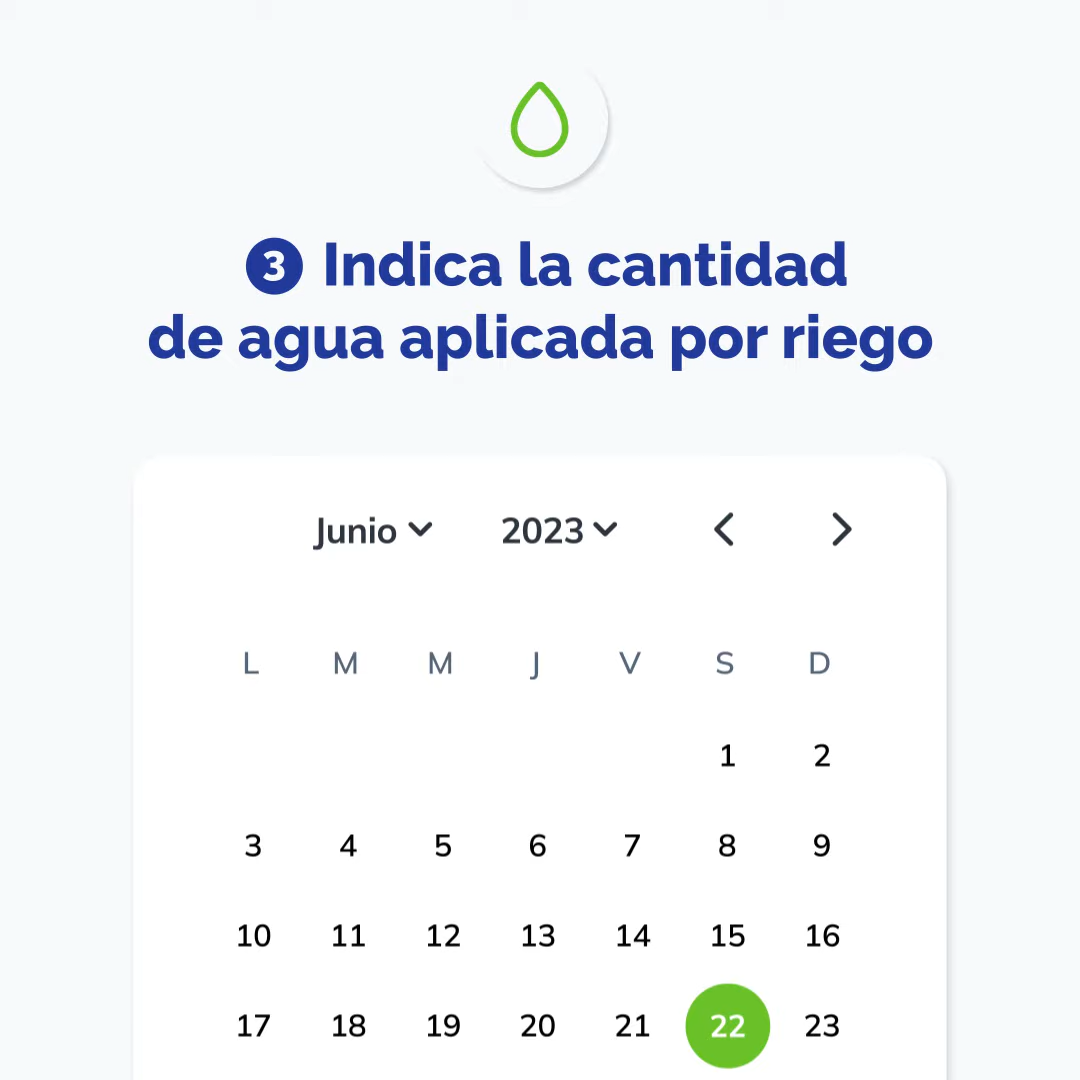 3 Indica la cantidad
de agua aplicada por riego
Junio 2023
L M M J V S D
1 2
3 4 5 6 7 8 9
10 11 12 13 14 15 16
17 18 19 20 21 22 23